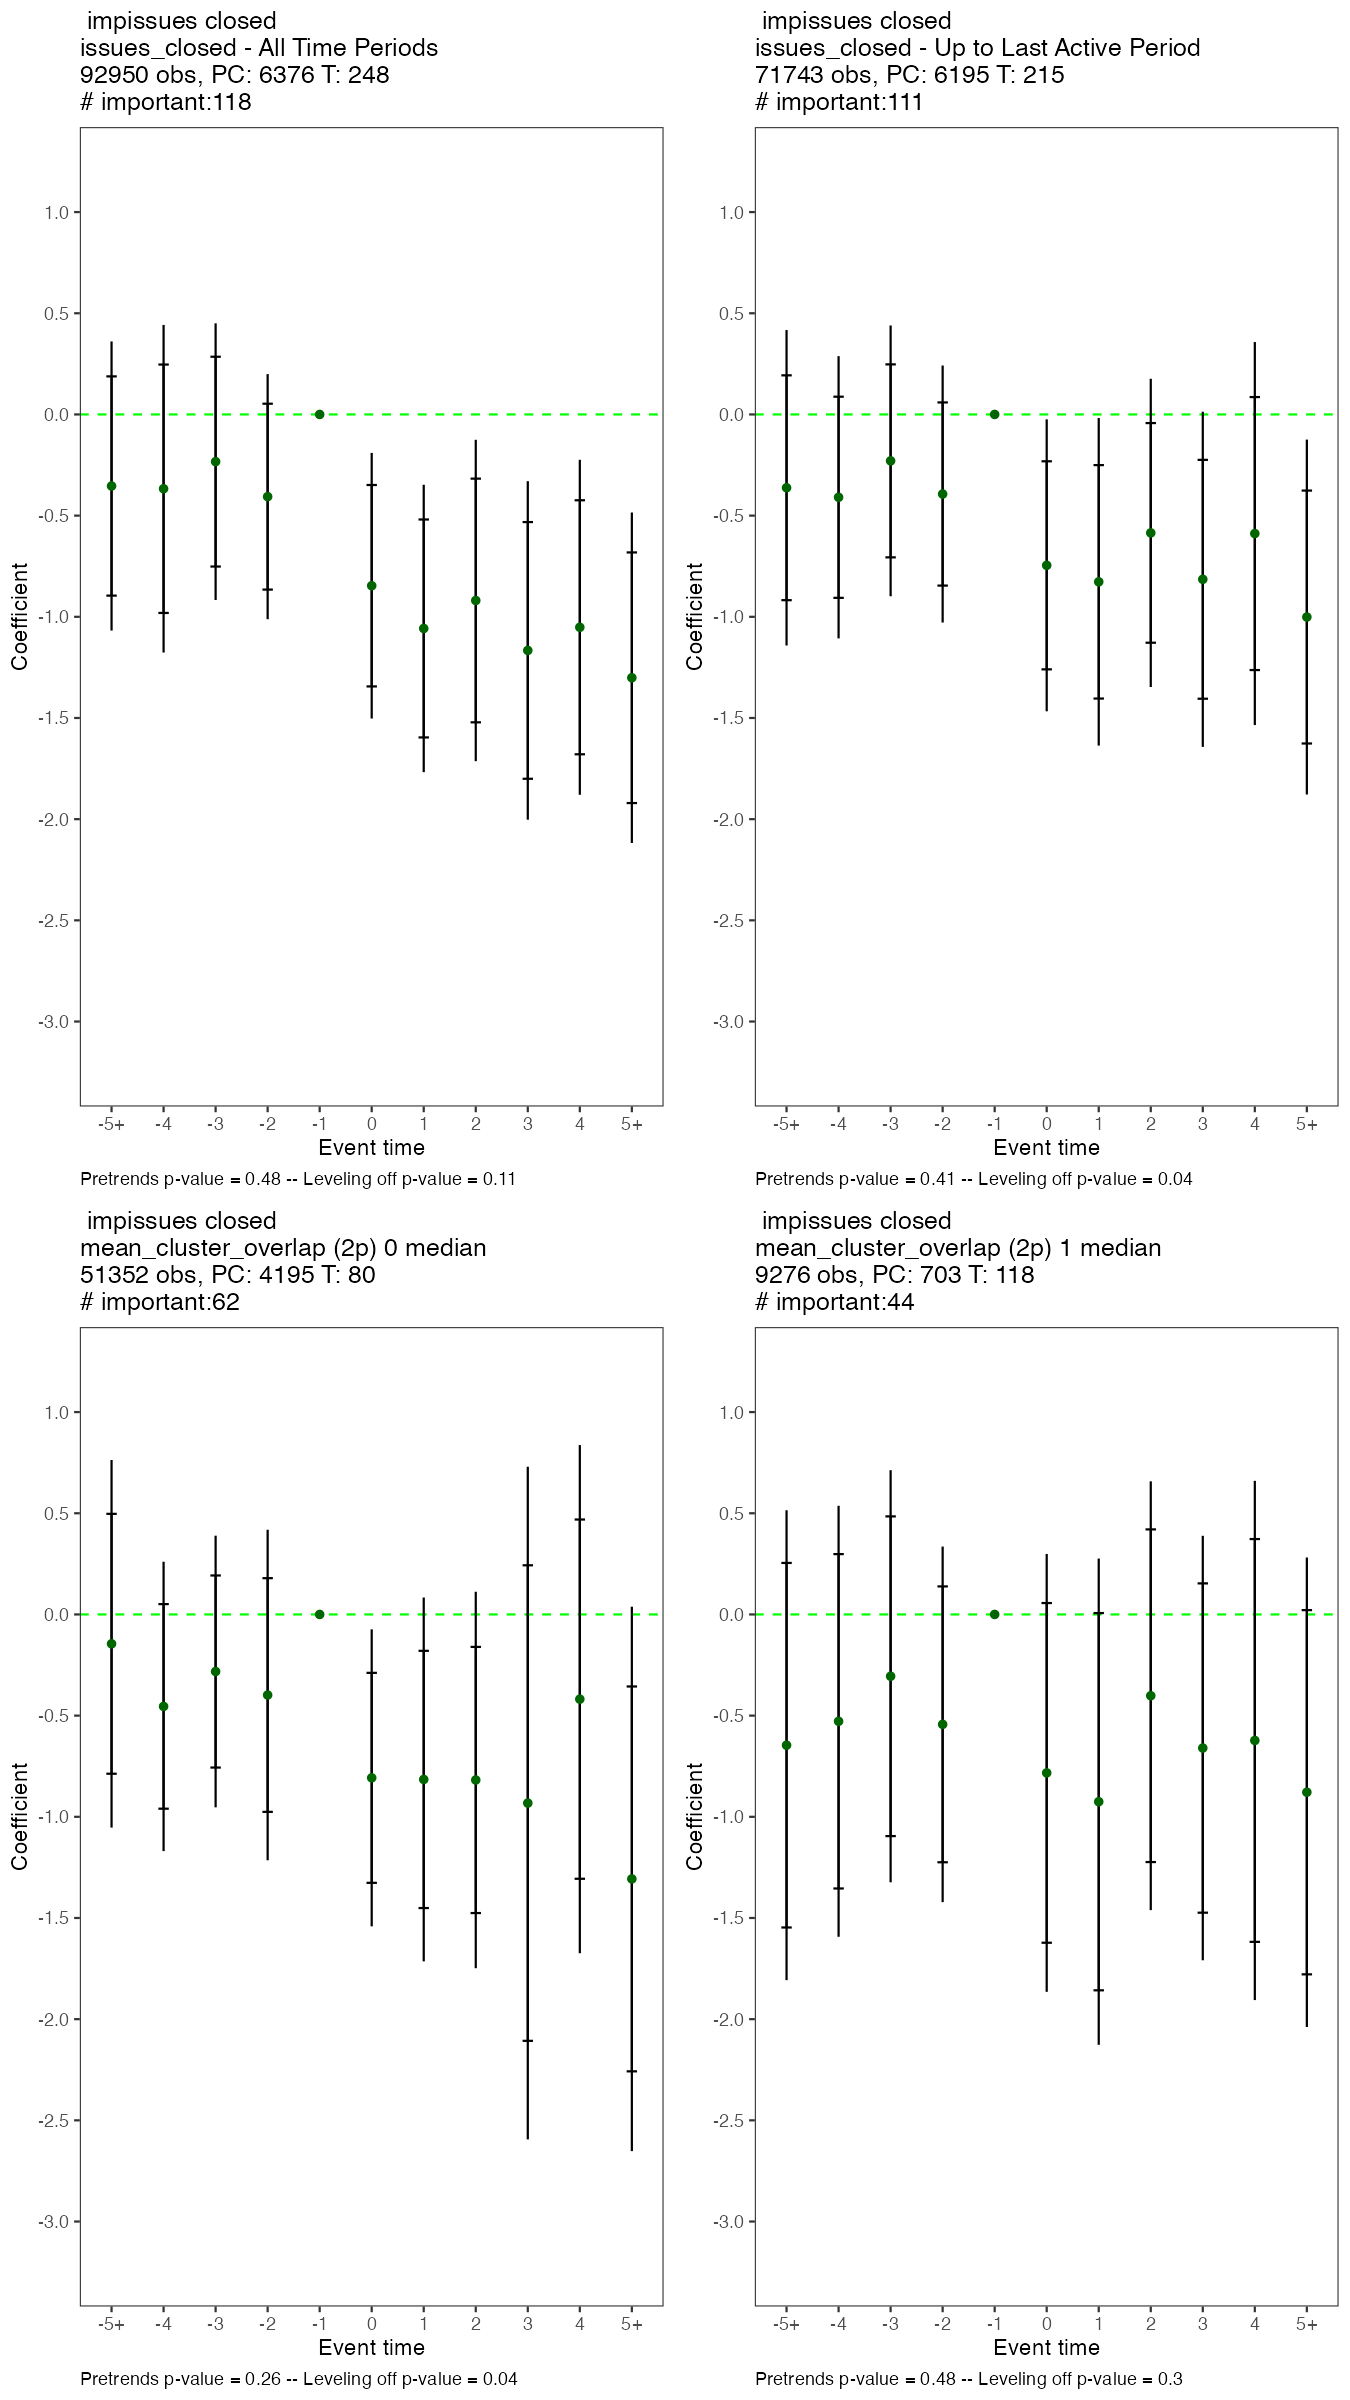 impissues closed
issues_closed - All Time Periods
92950 obs, PC: 6376 T: 248
# important:118
1.0
0.5
0.0
-0.5
-1.0
-1.5
-2.0
-2.5
-3.0
Coefficient
-5+ -4 -3 -2 -1 0 1 2 3 4 5+
Event time
Pretrends p-value = 0.48 -- Leveling off p-value = 0.11
impissues closed
issues_closed - Up to Last Active Period
71743 obs, PC: 6195 T: 215
# important:111
1.0
0.5
0.0
-0.5
-1.0
-1.5
-2.0
-2.5
-3.0
Coefficient
-5+ -4 -3 -2 -1 0 1 2 3 4 5+
Event time
Pretrends p-value = 0.41 -- Leveling off p-value = 0.04
impissues closed
mean_cluster_overlap (2p) 0 median
51352 obs, PC: 4195 T: 80
# important:62
1.0
0.5
0.0
-0.5
-1.0
-1.5
-2.0
-2.5
-3.0
Coefficient
-5+ -4 -3 -2 -1 0 1 2 3 4 5+
Event time
Pretrends p-value = 0.26 -- Leveling off p-value = 0.04
impissues closed
mean_cluster_overlap (2p) 1 median
9276 obs, PC: 703 T: 118
# important:44
1.0
0.5
0.0
-0.5
-1.0
-1.5
-2.0
-2.5
-3.0
Coefficient
-5+ -4 -3 -2 -1 0 1 2 3 4 5+
Event time
Pretrends p-value = 0.48 -- Leveling off p-value = 0.3